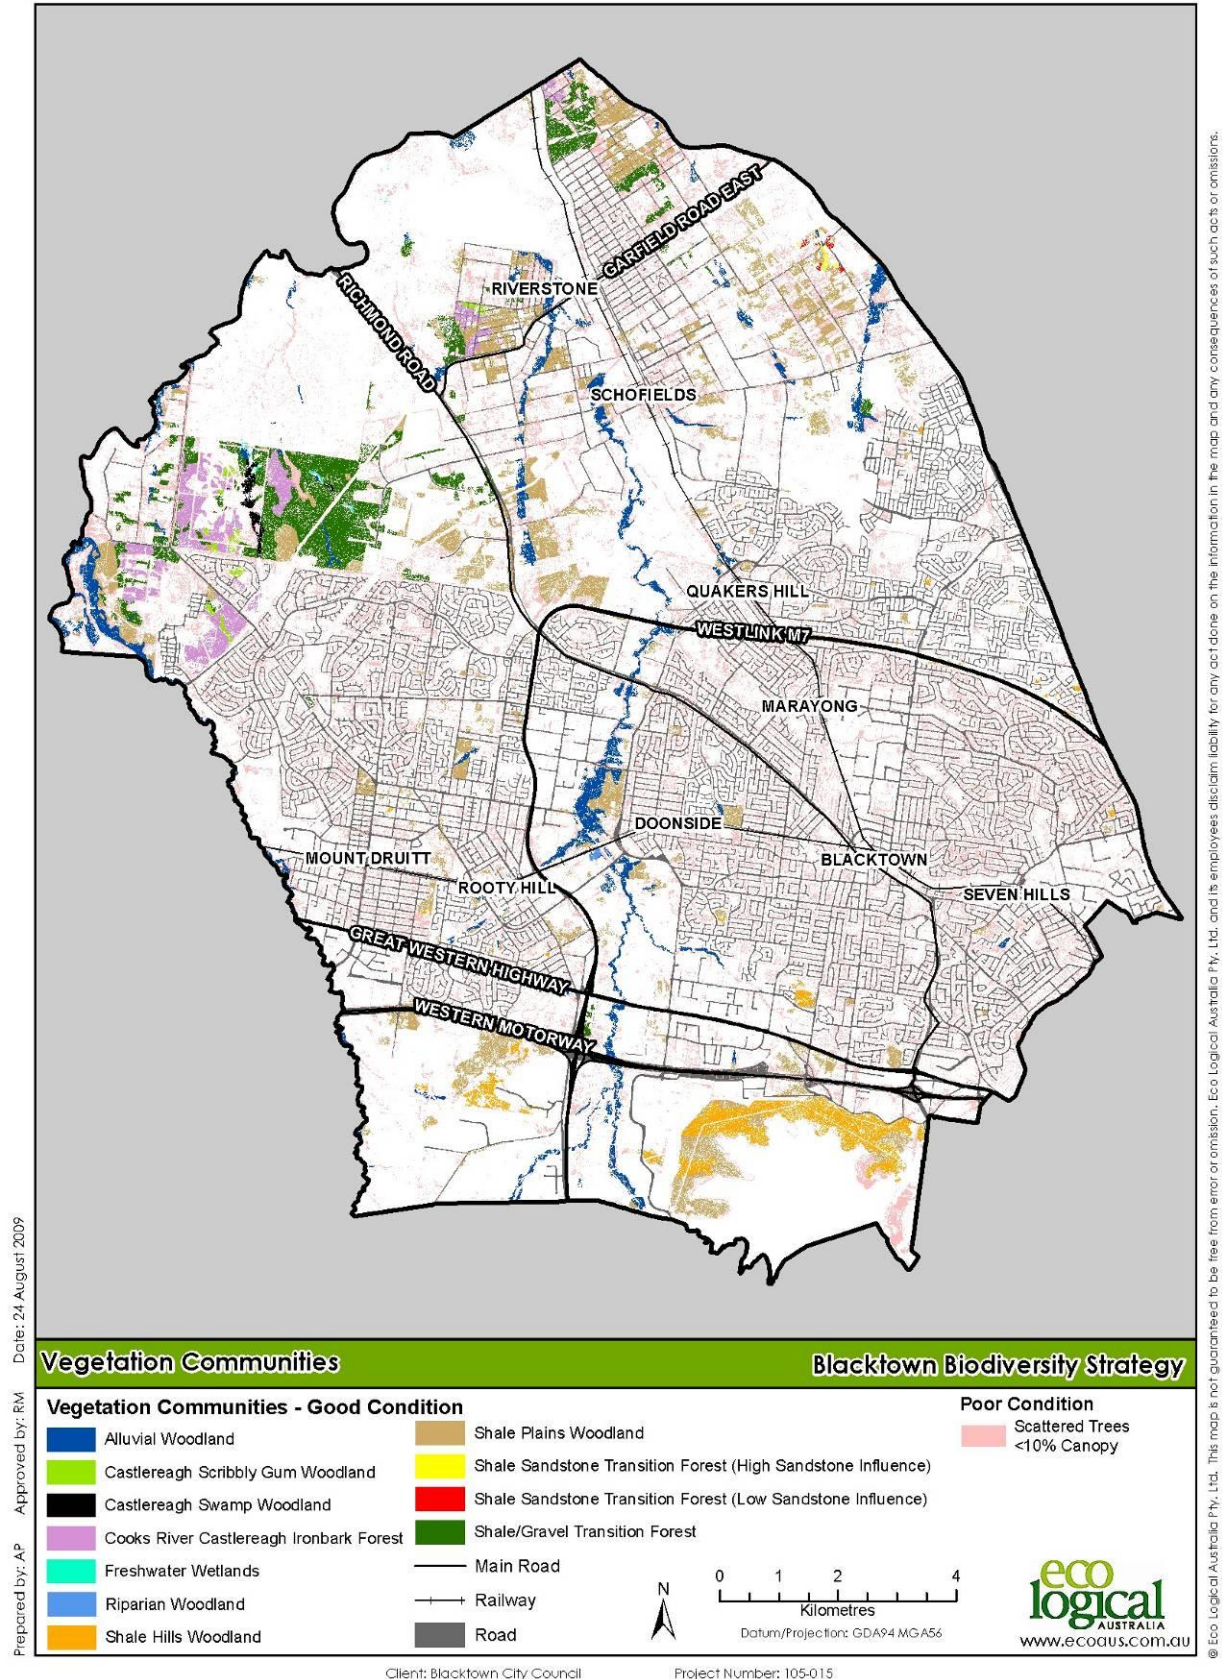 GARFIELD ROAD EAST
RIVERSTONE
RICHMOND ROAD
SCHOFIELDS
QUAKERS HILL
WESTLINK M7
MARAYONG
DOONSIDE
MOUNT DRUITT
BLACKTOWN
ROOTY HILL
SEVEN HILLS
GREAT WESTERN HIGHWAY
WESTERN MOTORWAY
Vegetation Communities
Blacktown Biodiversity Strategy
Vegetation Communities - Good Condition
Alluvial Woodland
Castlereagh Scribbly Gum Woodland
Castlereagh Swamp Woodland
Cooks River Castlereagh Ironbark Forest
Freshwater Wetlands
Riparian Woodland
Shale Hills Woodland
Shale Plains Woodland
Shale Sandstone Transition Forest (High Sandstone Influence)
Shale Sandstone Transition Forest (Low Sandstone Influence)
Shale/Gravel Transition Forest
Main Road
Railway
Road
Poor Condition
Scattered Trees
<10% Canopy
N
0 1 2 4
Kilometres
Datum/Projection: GDA94 MGA56
eco
logical
AUSTRALIA
www.ecoaus.com.au
Client: Blacktown City Council
Project Number: 105-015
Prepared by: AP Approved by: RM Date: 24 August 2009
© Eco Logical Australia Pty. Ltd. This map is not guaranteed to be free from error or omission. Eco Logical Australia Pty. Ltd. and its employees disclaim liability for any act done on the information in the map and any consequences of such acts or omissions.